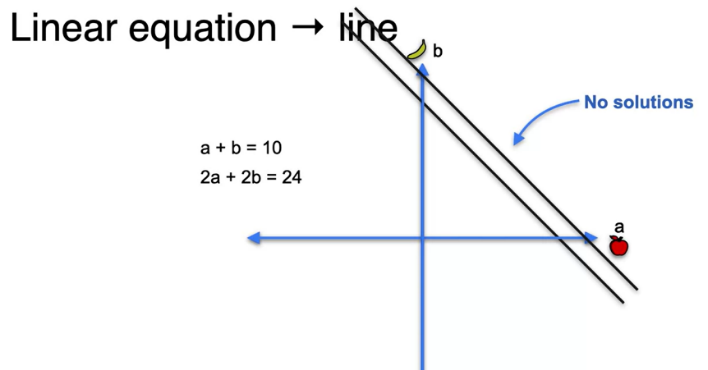 Linear equation → line
b
No solutions
a + b = 10
2a + 2b = 24
a